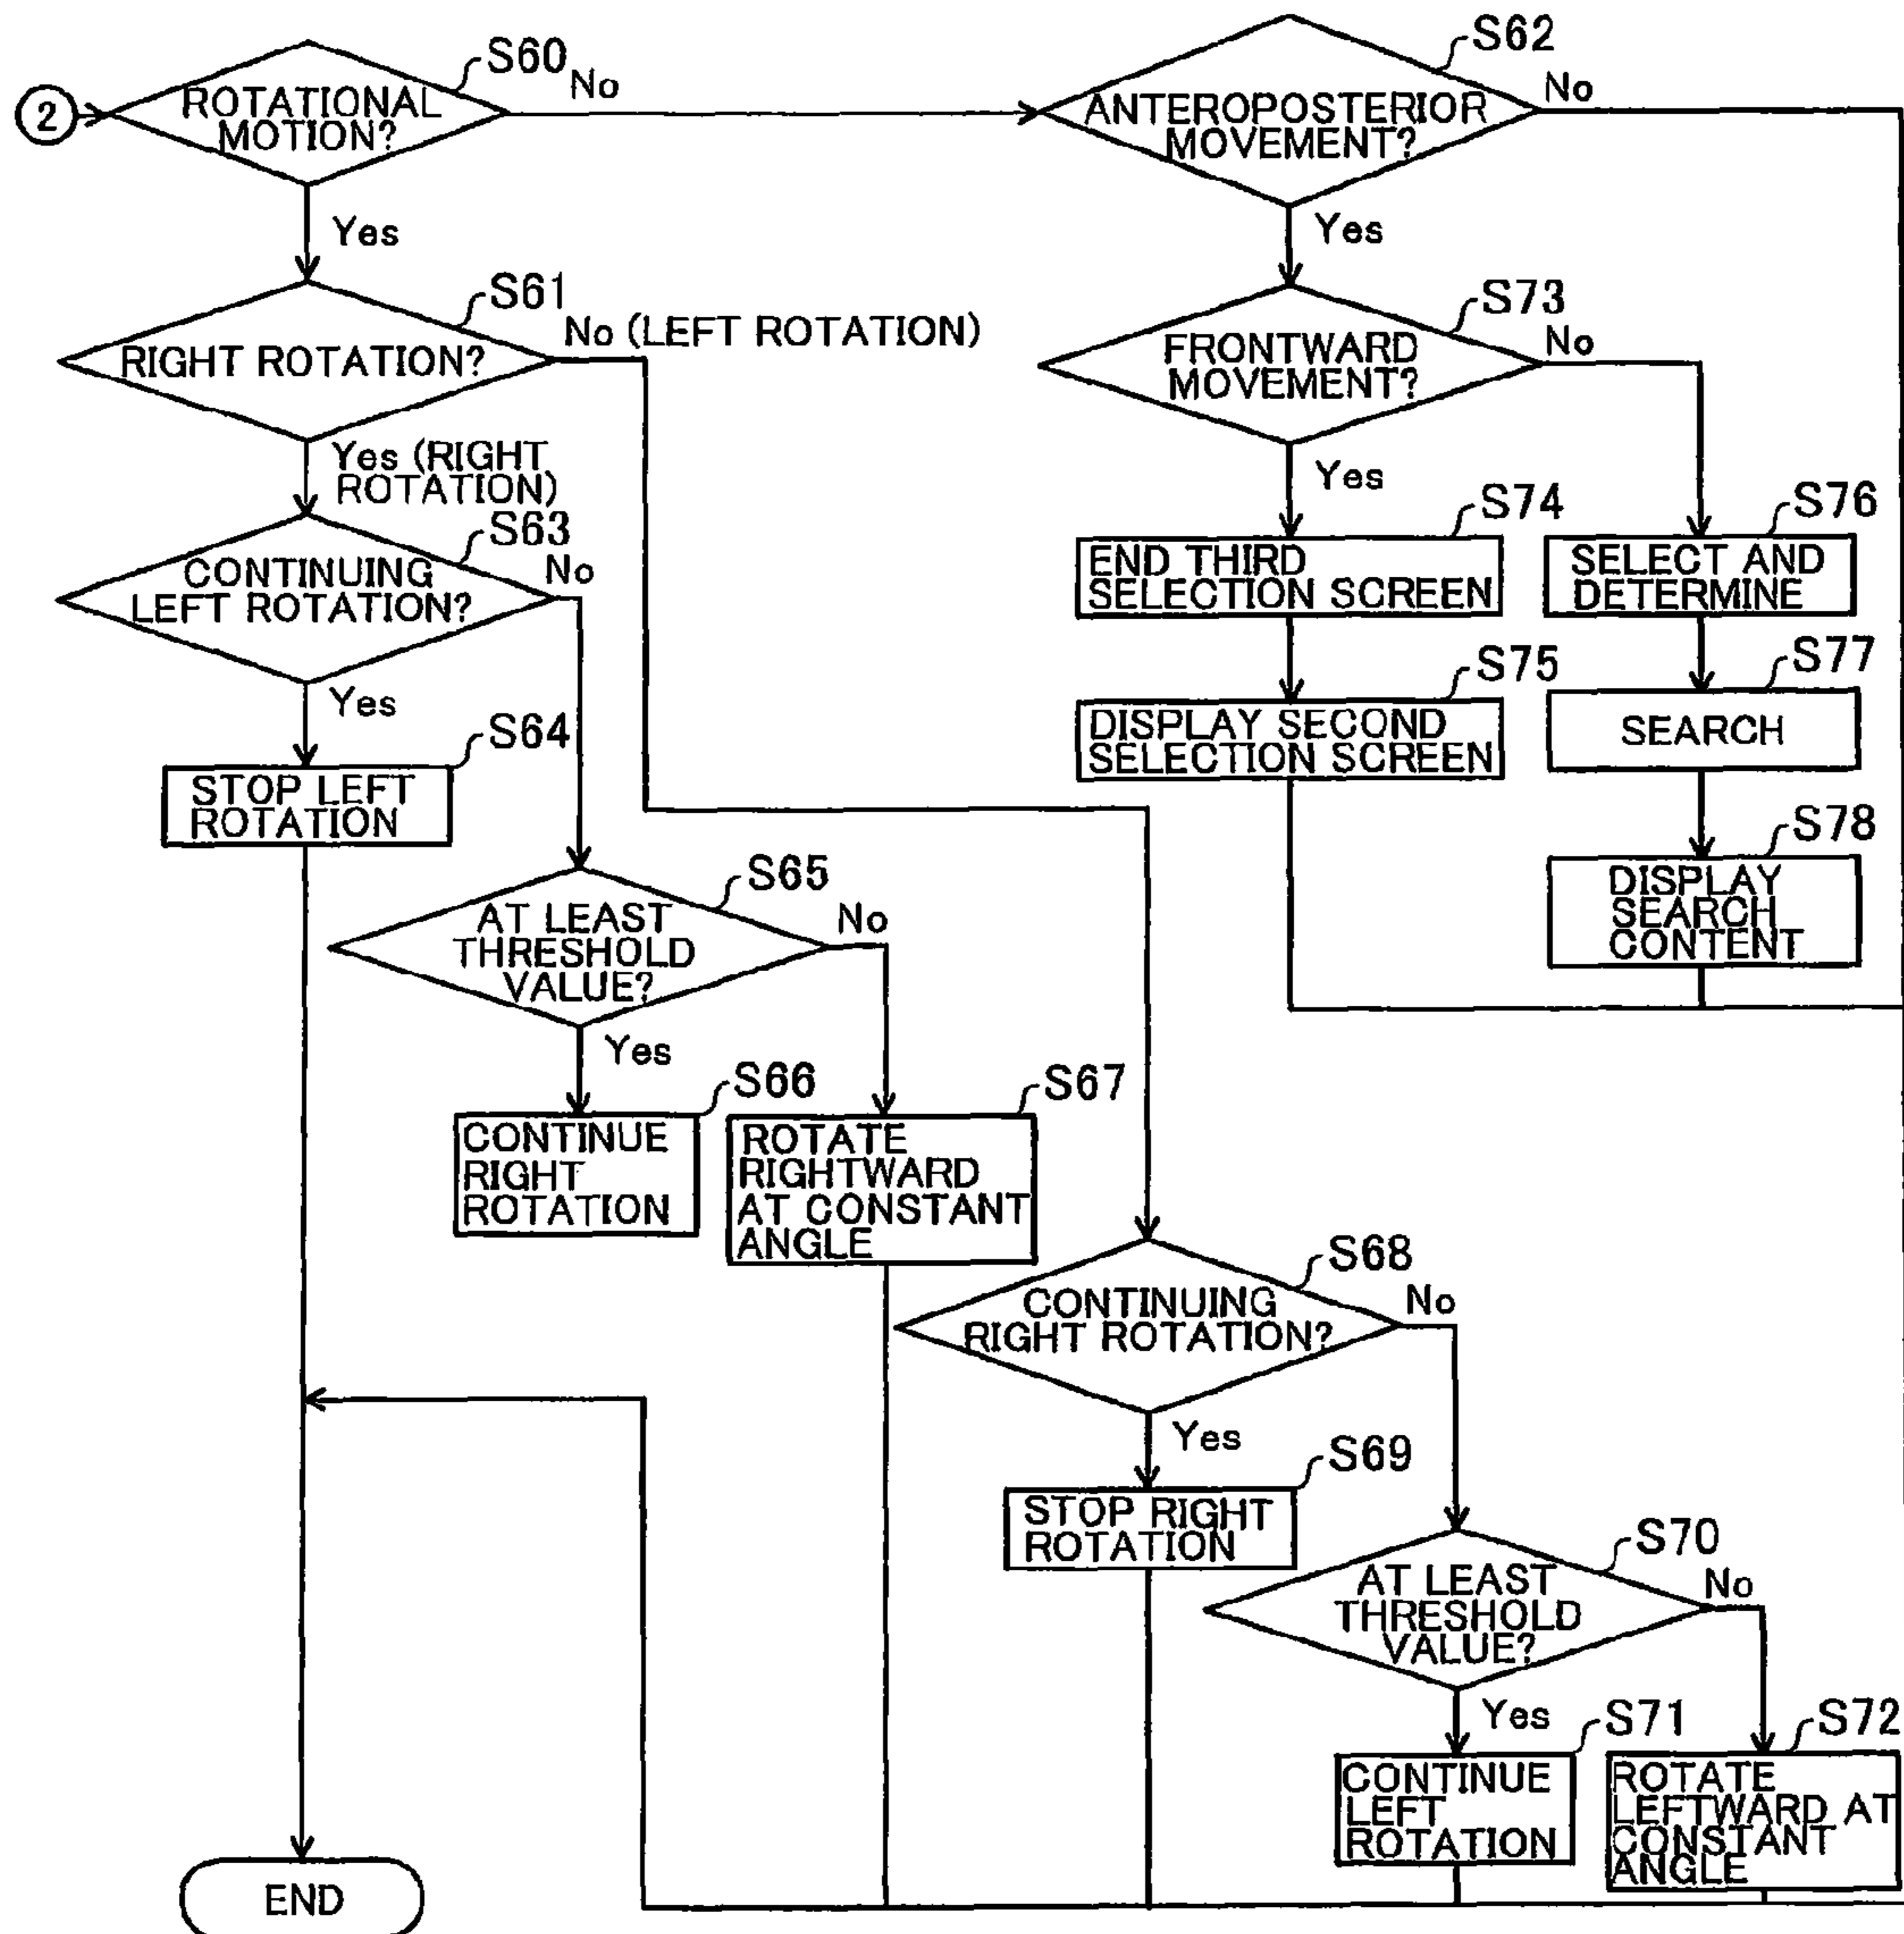 2
S60
ROTATIONAL
MOTION?
No
Yes
S62
ANTEROPOSTERIOR
MOVEMENT?
No
Yes
S61
RIGHT ROTATION?
No (LEFT ROTATION)
Yes (RIGHT
ROTATION)
S73
FRONTWARD
MOVEMENT?
No
Yes
S63
CONTINUING
LEFT ROTATION?
No
Yes
S74
END THIRD
SELECTION SCREEN
S76
SELECT AND
DETERMINE
S64
STOP LEFT
ROTATION
S75
DISPLAY SECOND
SELECTION SCREEN
S77
SEARCH
S78
DISPLAY
SEARCH
CONTENT
S65
AT LEAST
THRESHOLD
VALUE?
No
Yes
S66
CONTINUE
RIGHT
ROTATION
S67
ROTATE
RIGHTWARD
AT CONSTANT
ANGLE
S68
CONTINUING
RIGHT ROTATION?
No
Yes
S69
STOP RIGHT
ROTATION
S70
AT LEAST
THRESHOLD
VALUE?
No
Yes
S71
CONTINUE
LEFT
ROTATION
S72
ROTATE
LEFTWARD AT
CONSTANT
ANGLE
END